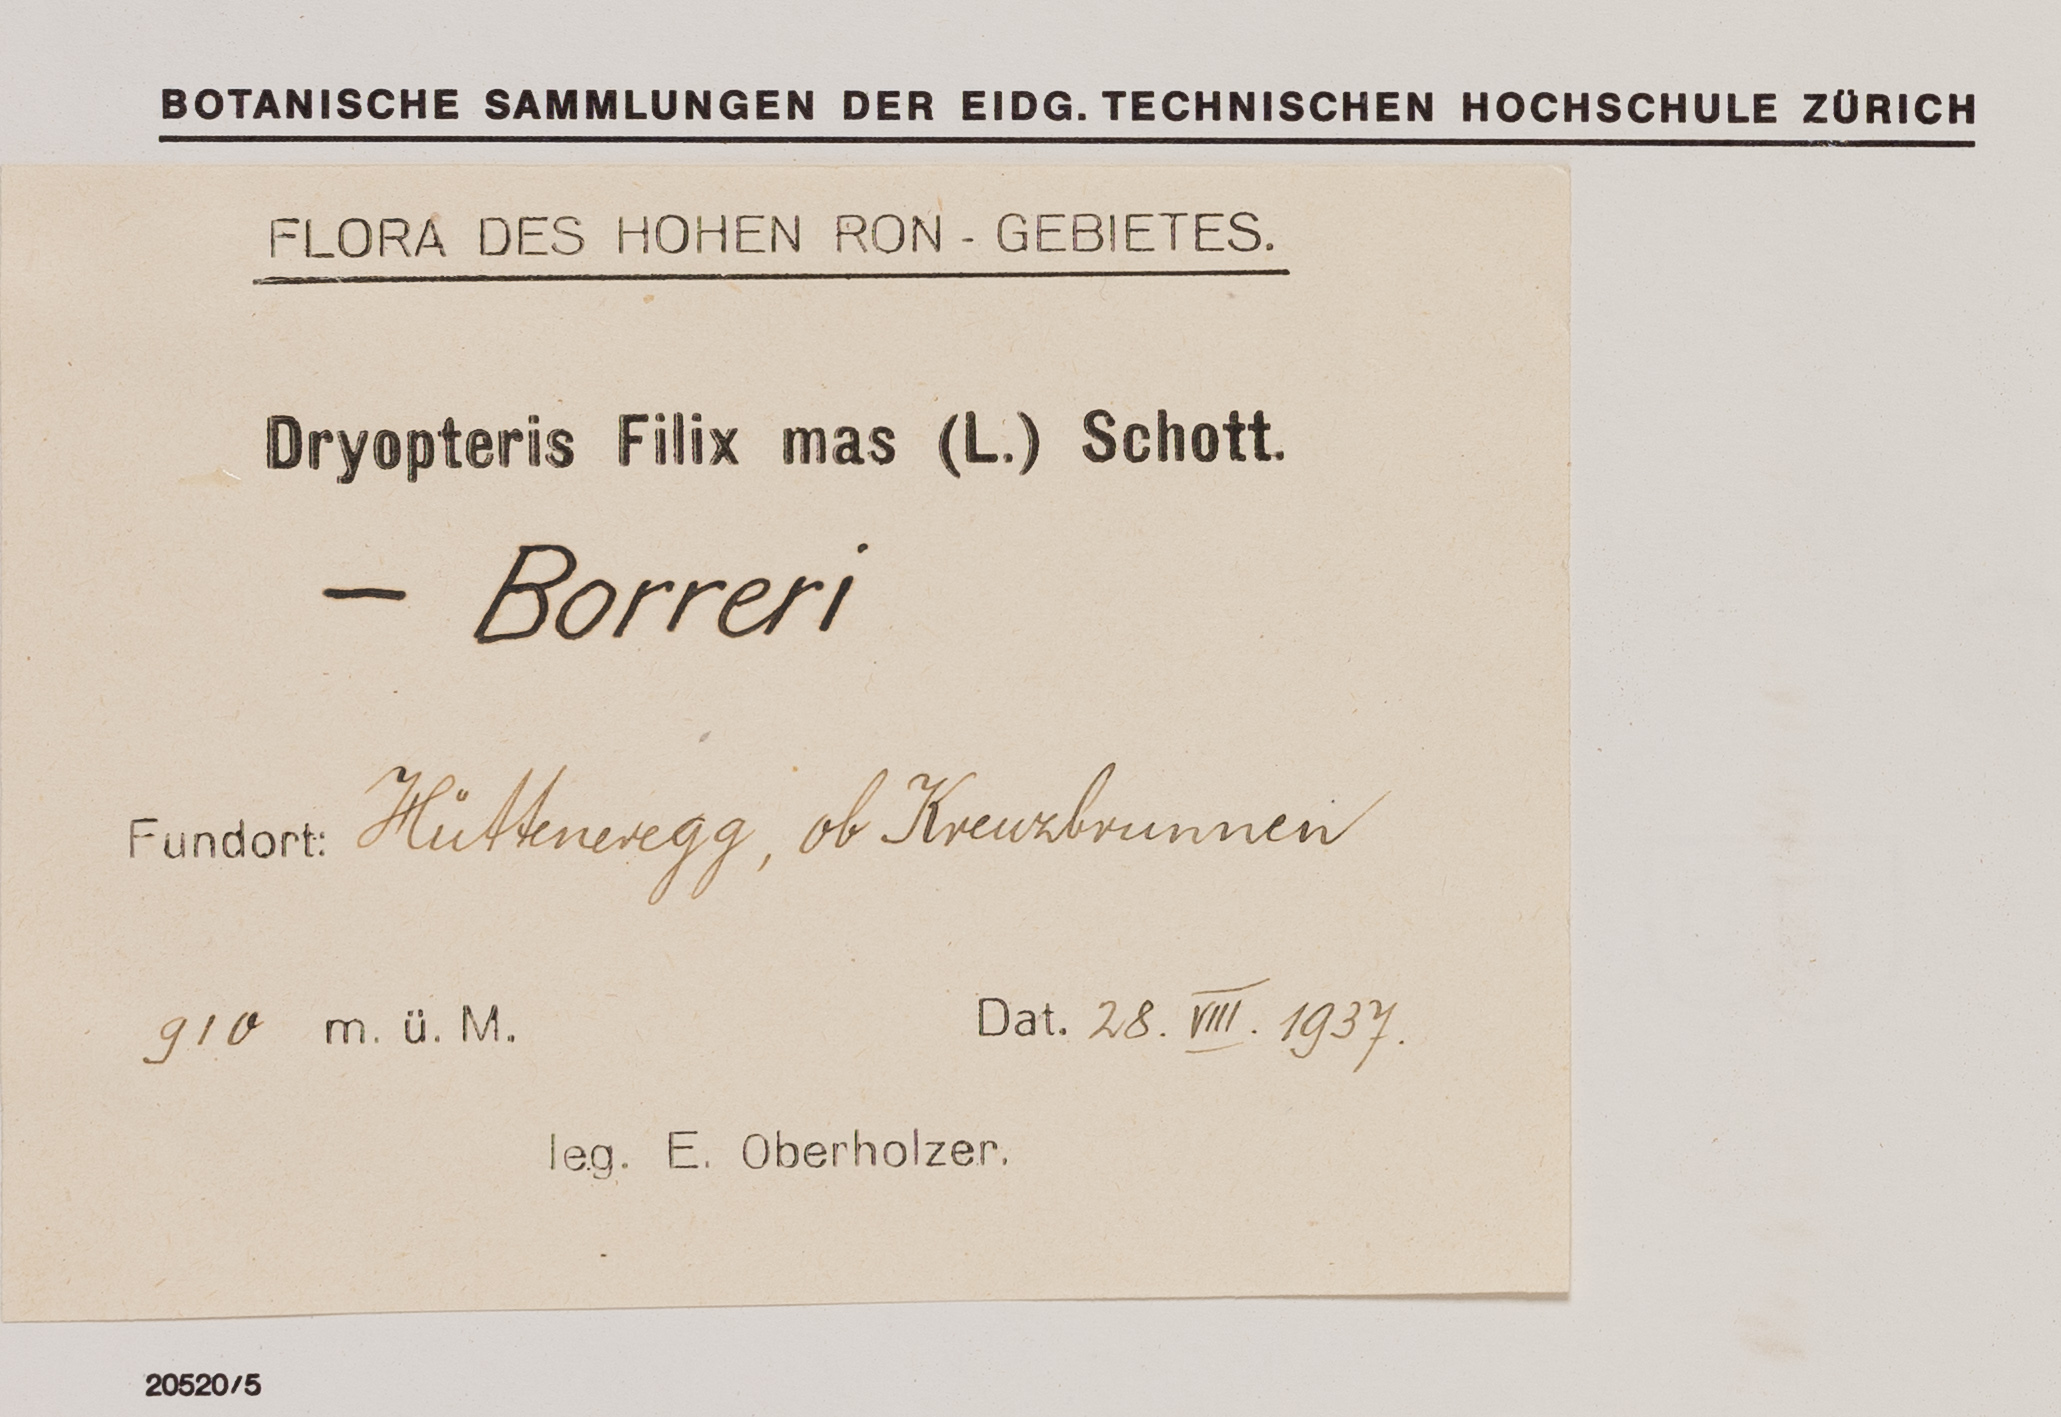 BOTANISCHE SAMMLUNGEN DER EIDG. TECHNISCHEN HOCHSCHULE ZÜRICH
FLORA DES HOHEN RON - GEBIETES.
Dryopteris Filix mas (L.) Schott.
— Borreri
Fundort: Hütteneregg, ob Kreuzbrunnen
910 m. ü. M. Dat. 28. VIII. 1937.
leg. E. Oberholzer.
20520/5